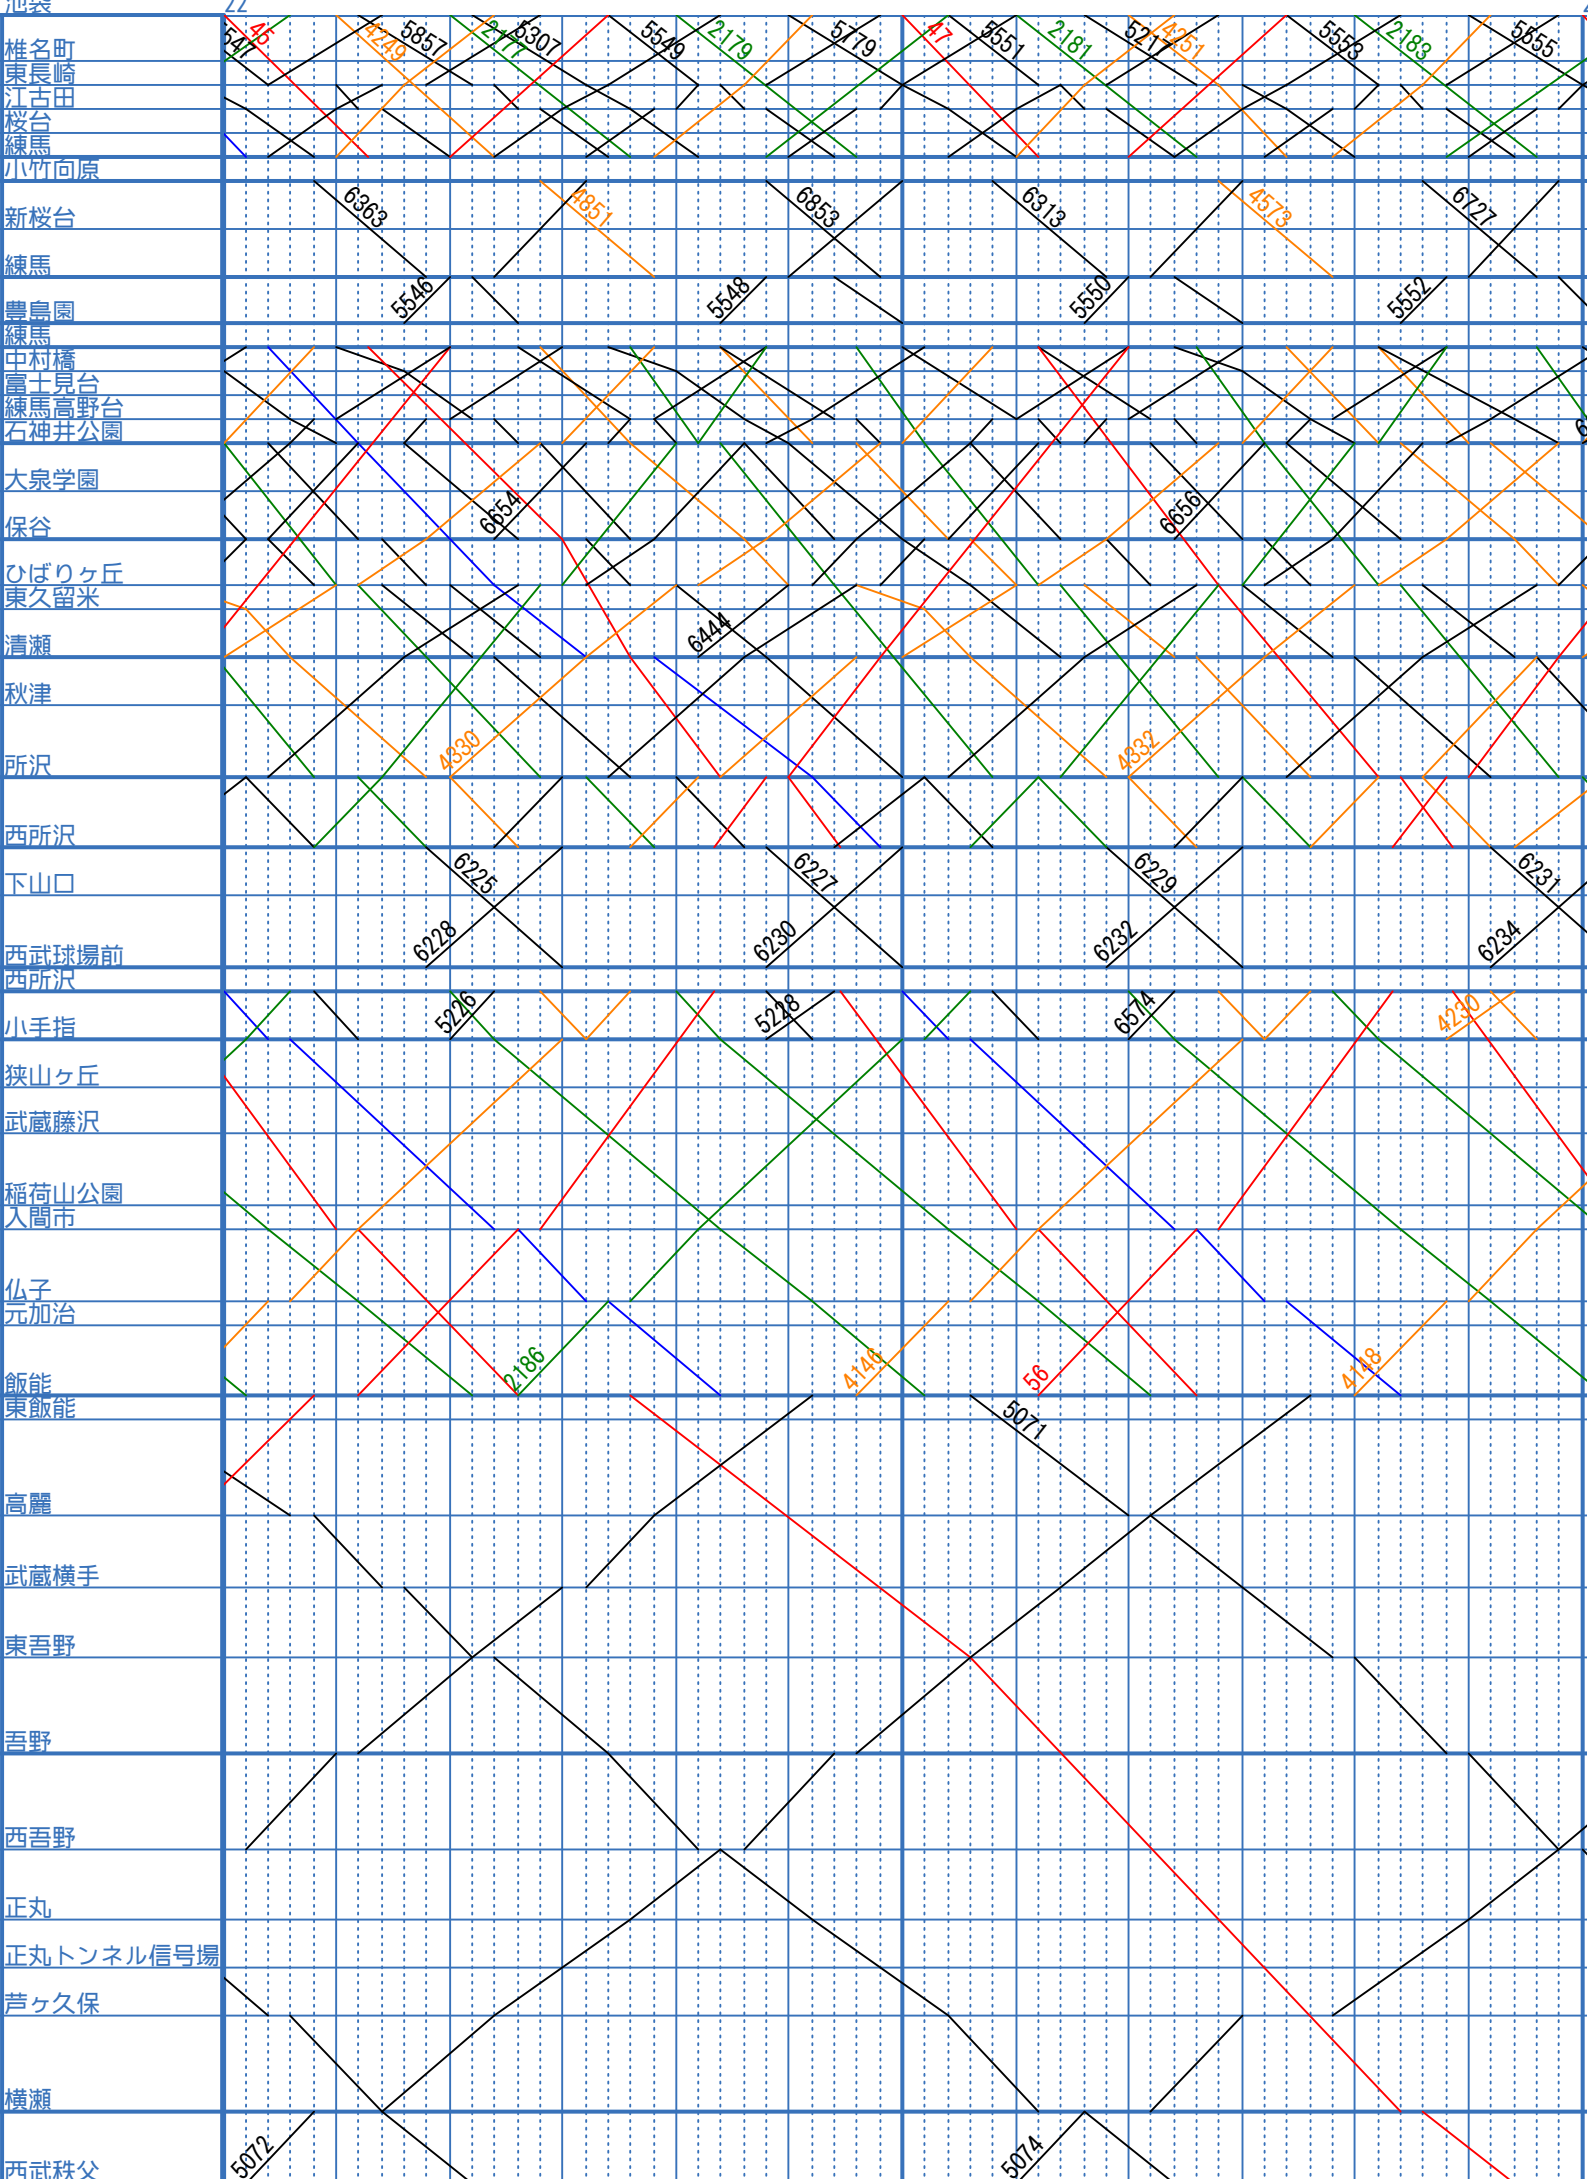 池袋 22
547 45 4249 5857 2177 5307 5549 2179 5779 47 5551 2181 5217 4251 5553 2183 5555
椎名町
東長崎
江古田
桜台
練馬
小竹向原
6363 4851 6853 6313 4573 6727
新桜台
練馬
5546 5548 5550 5552
豊島園
練馬
中村橋
富士見台
練馬高野台
石神井公園
大泉学園
6654 6656
保谷
ひばりヶ丘
東久留米
6444
清瀬
秋津
4330 4332
所沢
西所沢
6225 6227 6229 6231
下山口
6228 6230 6232 6234
西武球場前
西所沢
5226 5228 6574 4230
小手指
狭山ヶ丘
武蔵藤沢
稲荷山公園
入間市
仏子
元加治
2186 4146 56 4148
飯能
東飯能
5071
高麗
武蔵横手
東吾野
吾野
西吾野
正丸
正丸トンネル信号場
芦ヶ久保
横瀬
5072 5074
西武秩父